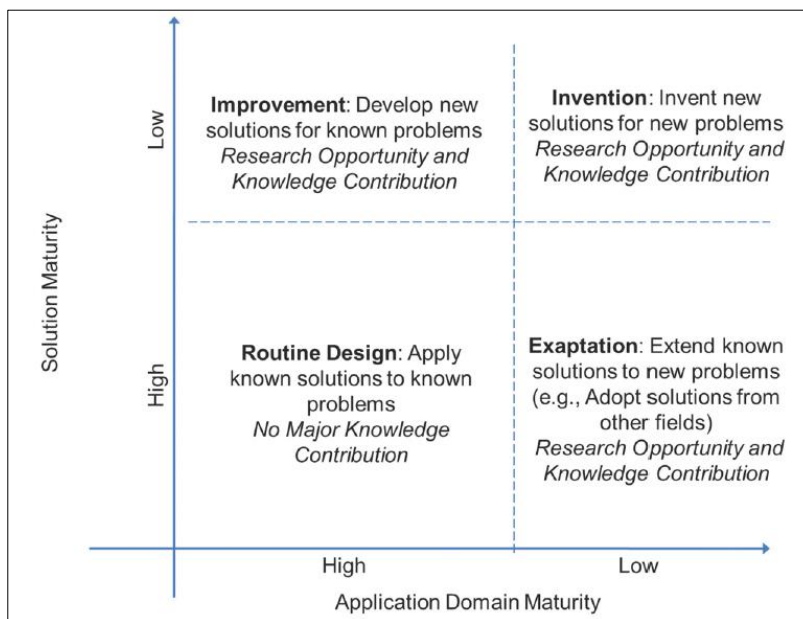 Improvement: Develop new
solutions for known problems
Research Opportunity and
Knowledge Contribution
Invention: Invent new
solutions for new problems
Research Opportunity and
Knowledge Contribution
Low
Solution Maturity
High
Routine Design: Apply
known solutions to known
problems
No Major Knowledge
Contribution
Exaptation: Extend known
solutions to new problems
(e.g., Adopt solutions from
other fields)
Research Opportunity and
Knowledge Contribution
High
Low
Application Domain Maturity